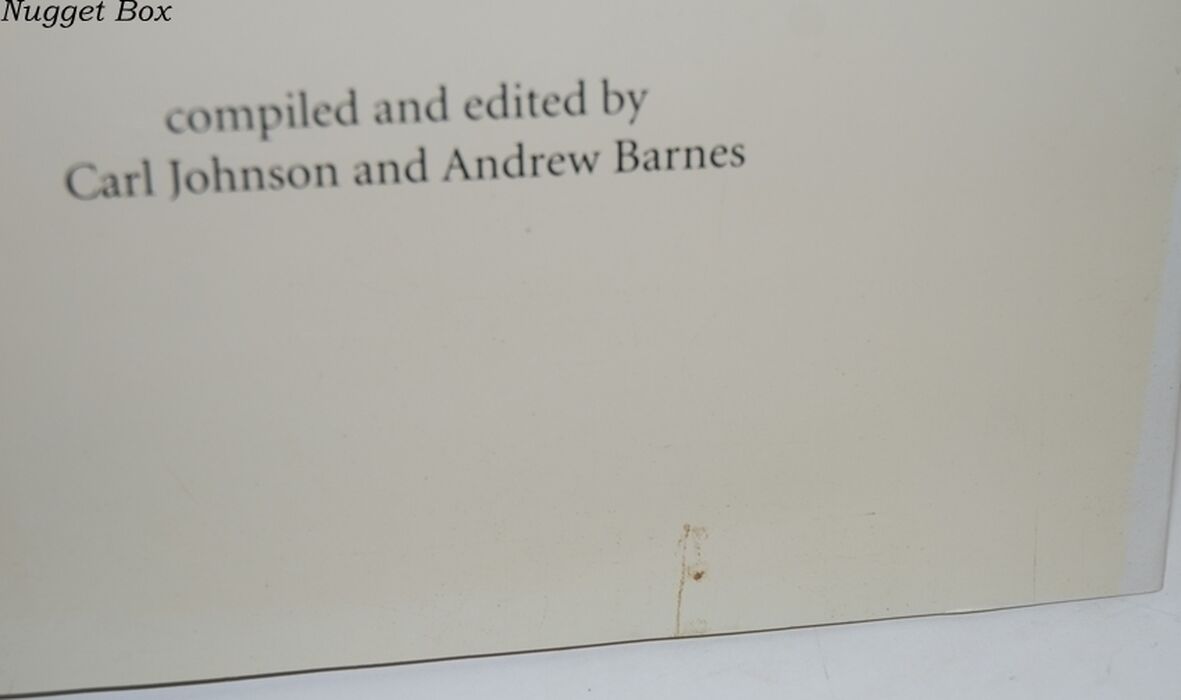 Nugget Box
compiled and edited by
Carl Johnson and Andrew Barnes